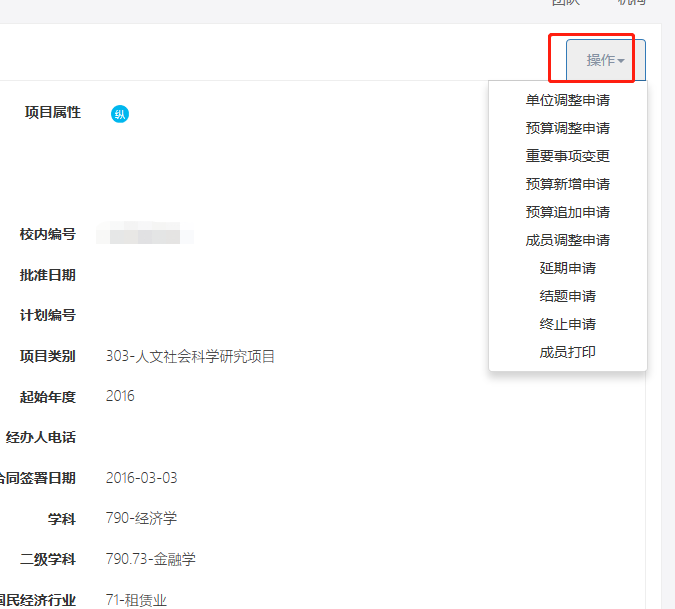 团队 机构
操作
单位调整申请
预算调整申请
重要事项变更
预算新增申请
预算追加申请
成员调整申请
延期申请
结题申请
终止申请
成员打印
项目属性 纵
校内编号
批准日期
计划编号
项目类别 303-人文社会科学研究项目
起始年度 2016
经办人电话
合同签署日期 2016-03-03
学科 790-经济学
二级学科 790.73-金融学
国民经济行业 71-租赁业